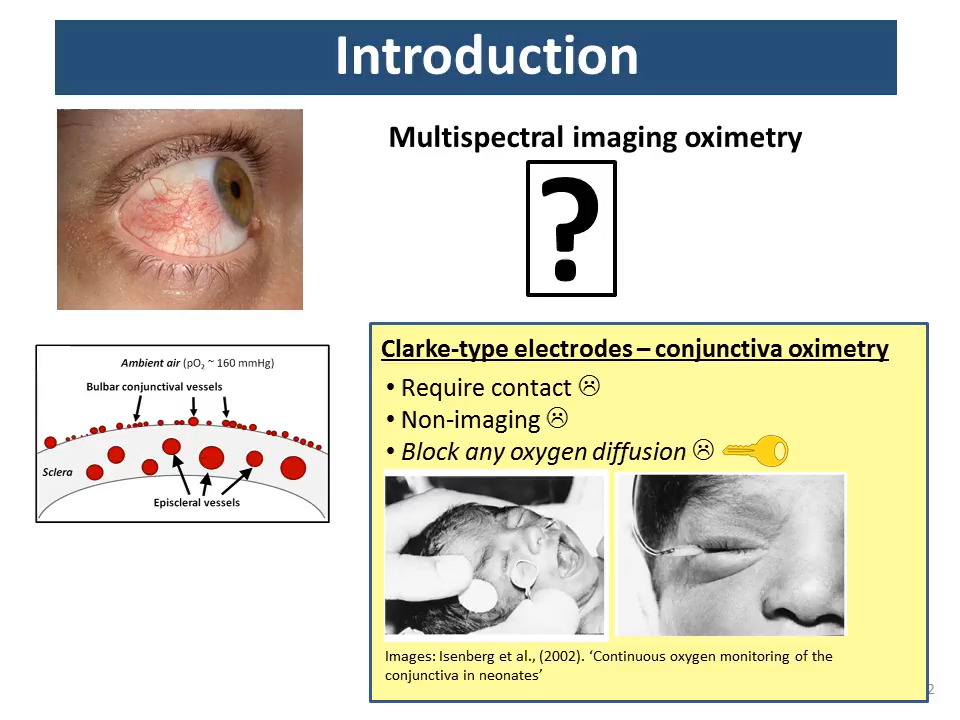 Introduction
Multispectral imaging oximetry
?
Ambient air (pO₂ ~ 160 mmHg)
Bulbar conjunctival vessels
Sclera
Episcleral vessels
Clarke-type electrodes – conjunctiva oximetry
• Require contact ☹
• Non-imaging ☹
• Block any oxygen diffusion ☹
Images: Isenberg et al., (2002). ‘Continuous oxygen monitoring of the
conjunctiva in neonates’
2